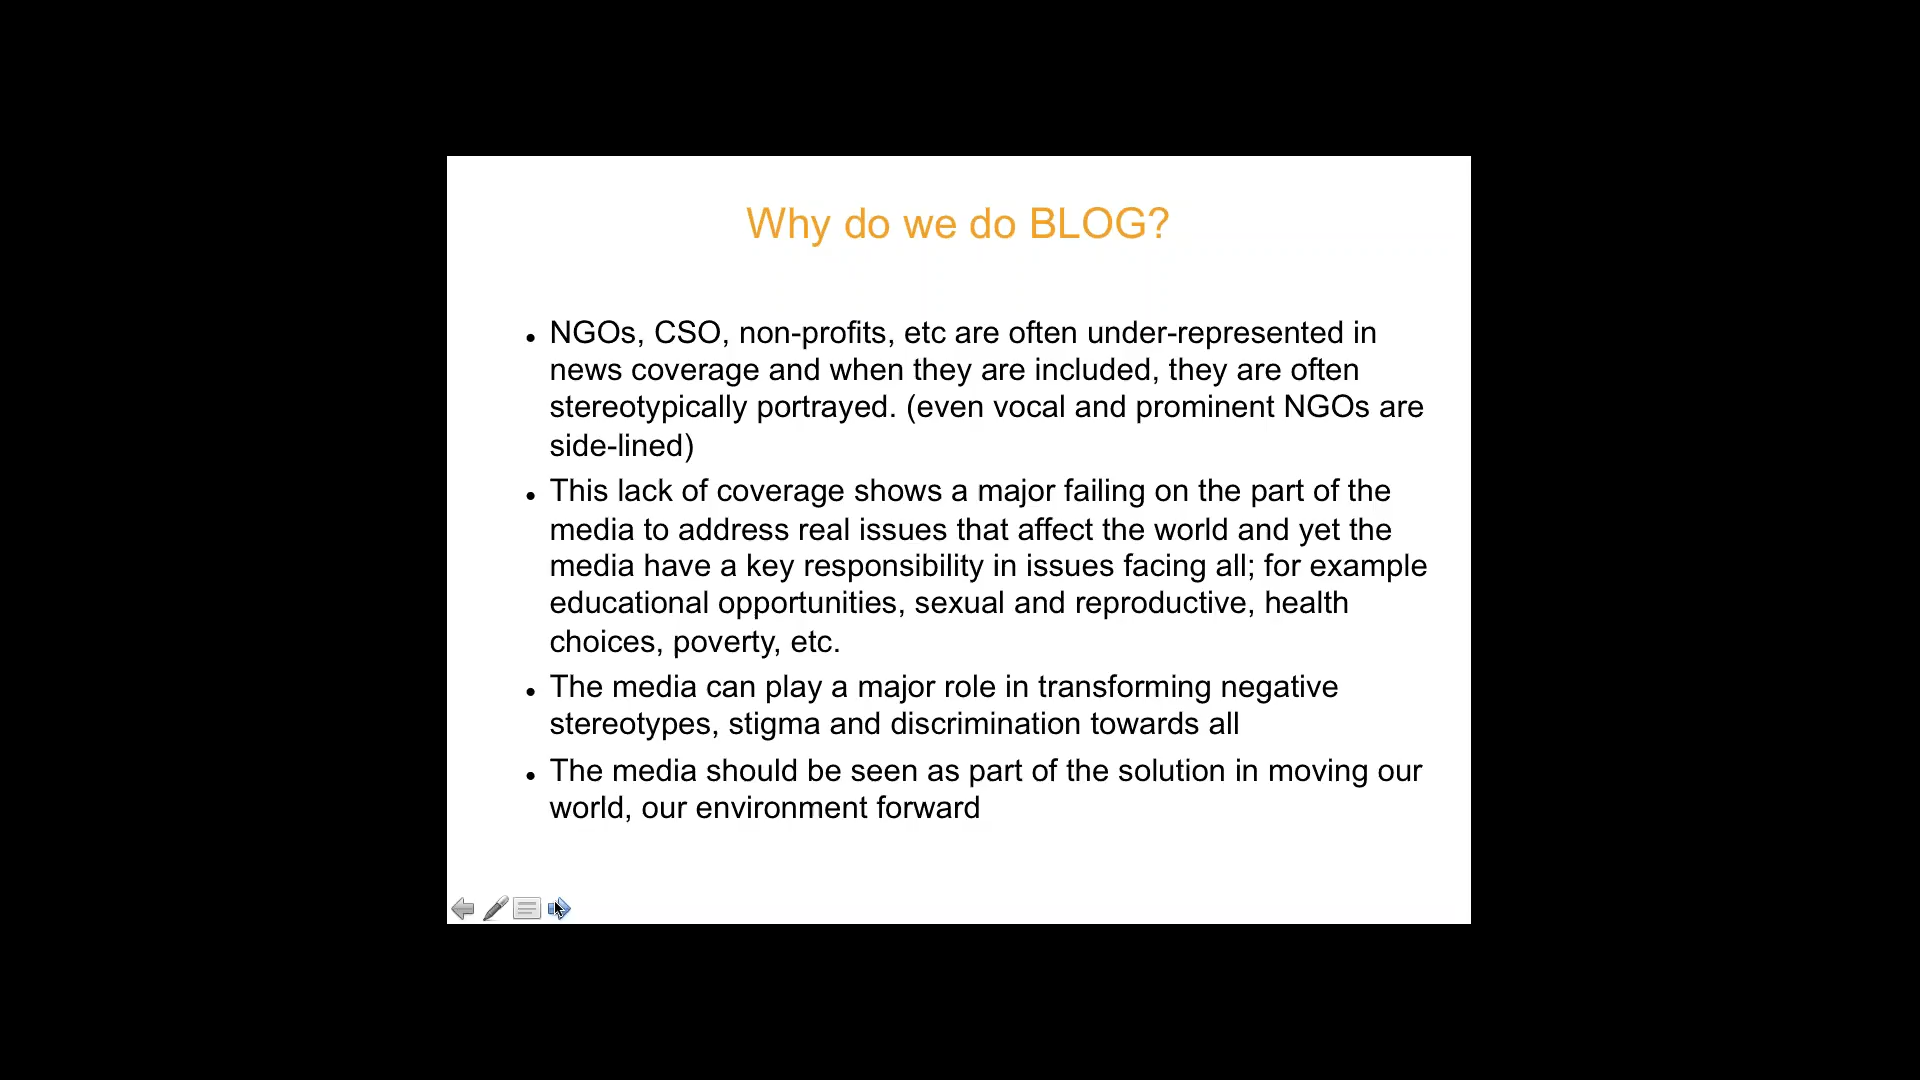 Why do we do BLOG?
• NGOs, CSO, non-profits, etc are often under-represented in
news coverage and when they are included, they are often
stereotypically portrayed. (even vocal and prominent NGOs are
side-lined)
• This lack of coverage shows a major failing on the part of the
media to address real issues that affect the world and yet the
media have a key responsibility in issues facing all; for example
educational opportunities, sexual and reproductive, health
choices, poverty, etc.
• The media can play a major role in transforming negative
stereotypes, stigma and discrimination towards all
• The media should be seen as part of the solution in moving our
world, our environment forward